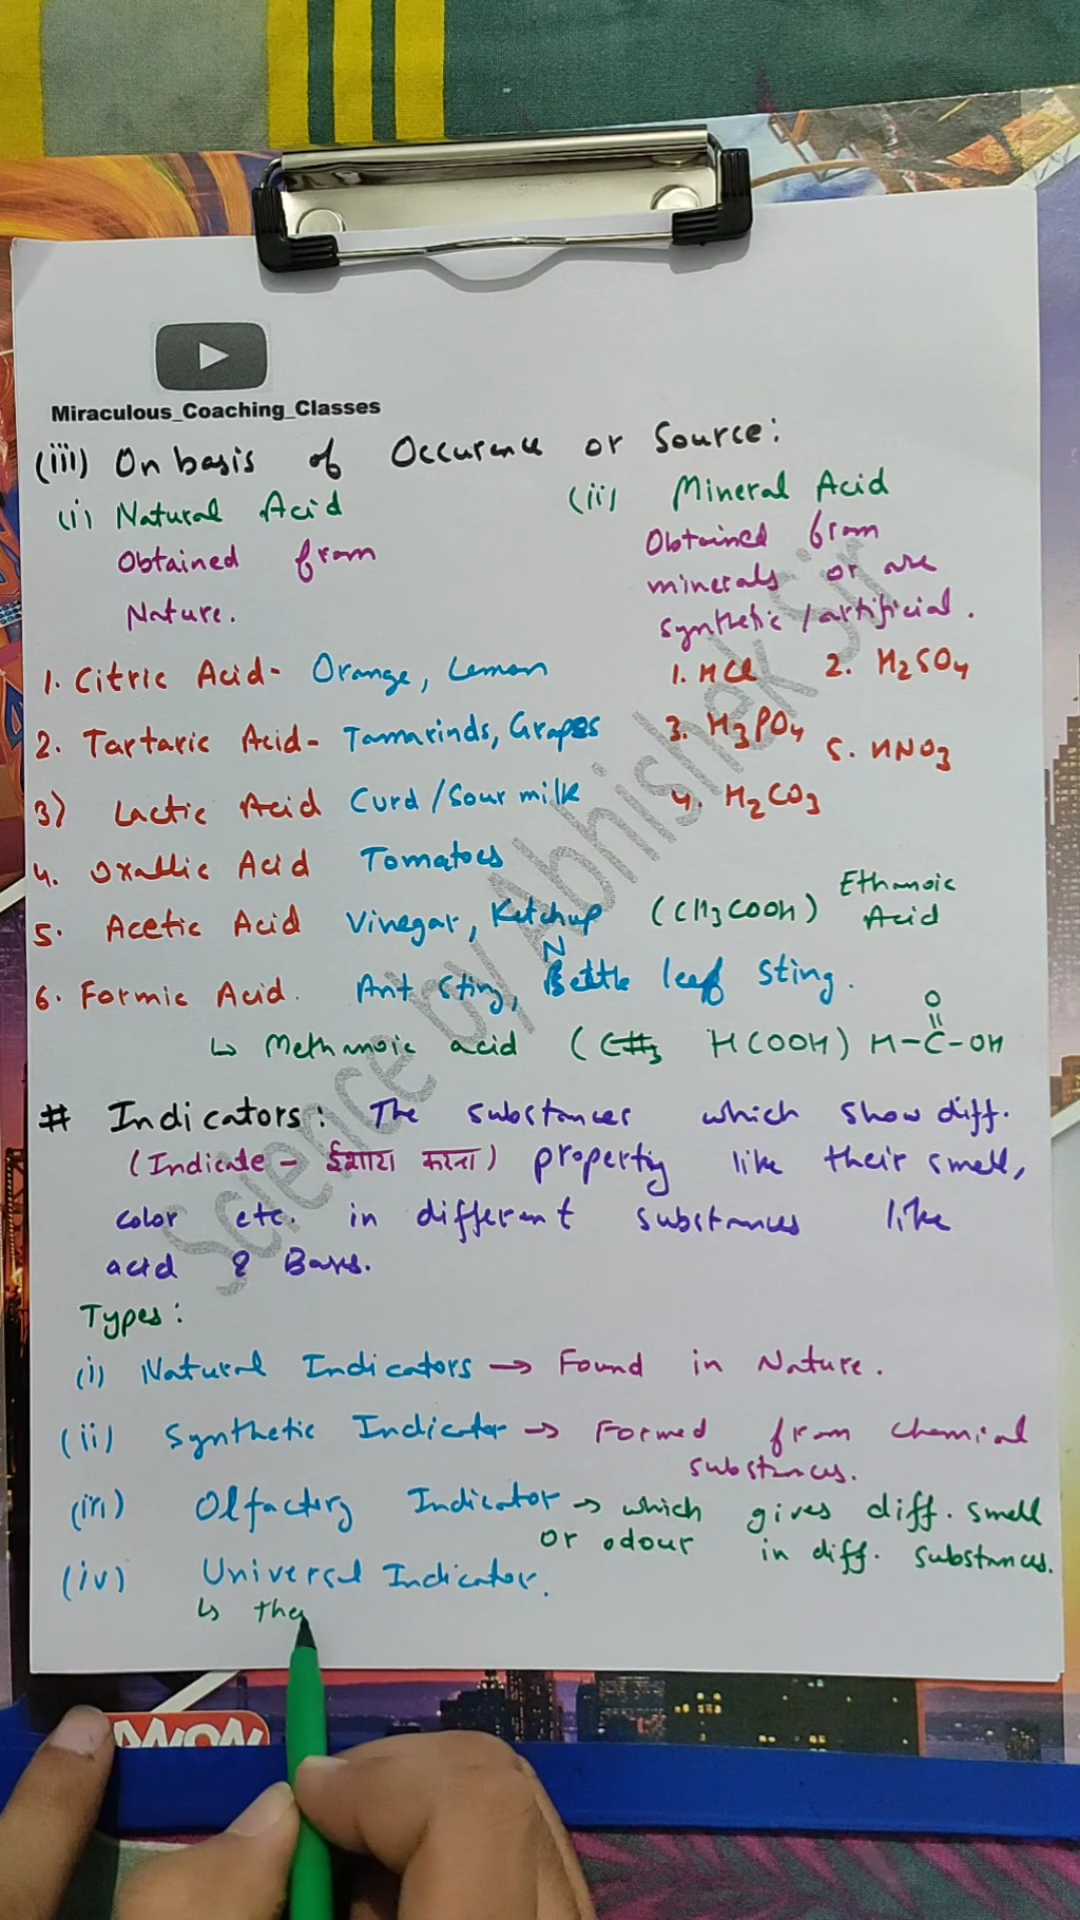 Miraculous_Coaching_Classes
(iii) On basis of Occurence or Source:
(i) Natural Acid
Obtained from
Nature.
(ii) Mineral Acid
Obtained from
minerals or are
synthetic / artificial.
1. Citric Acid - Orange, Lemon
2. Tartaric Acid - Tamarinds, Grapes
3) Lactic Acid Curd / Sour milk
4. Oxallic Acid Tomatoes
5. Acetic Acid Vinegar, Ketchup (CH3COOH) Ethanoic Acid
6. Formic Acid. Ant sting, Nettle leaf sting.
↳ Methanoic acid (CH3 HCOOH) H-C-OH
O
1. HCl 2. H2SO4
3. H3PO4 5. HNO3
4. H2CO3
# Indicators: The substances which show diff.
(Indicate - ईशारा करना) property like their smell,
color etc. in different substances like
acid & Bases.
Types:
(i) Natural Indicators → Found in Nature.
(ii) Synthetic Indicator → Formed from chemical
substances.
(iii) Olfactory Indicator → which gives diff. smell
or odour in diff. substances.
(iv) Universal Indicator.
↳ the
Science by Abhishek Sir